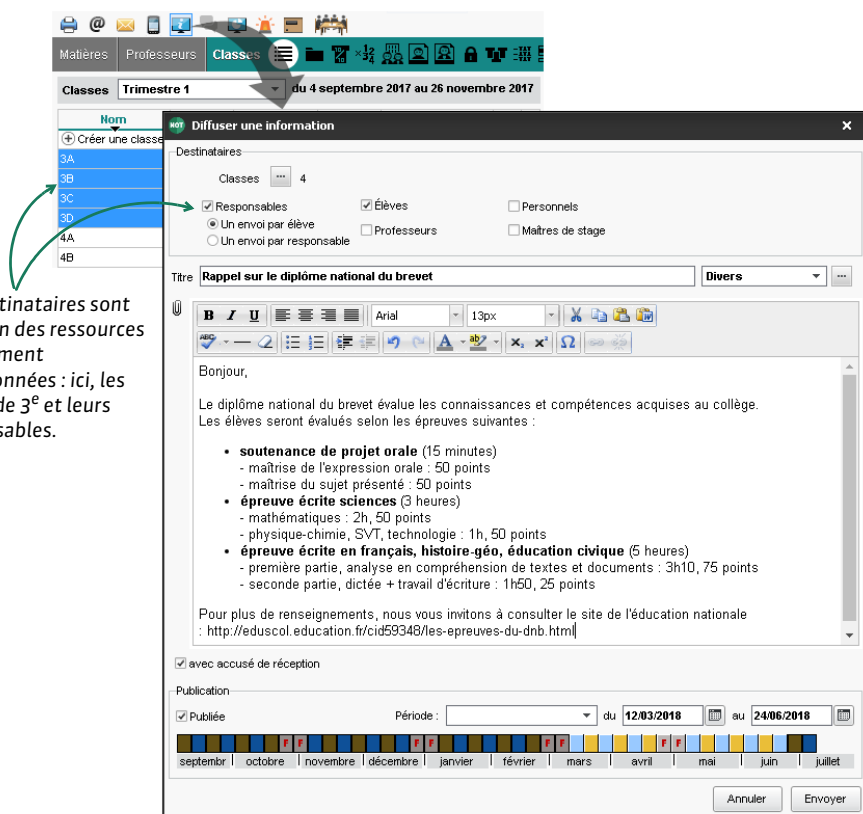 Matières Professeurs Classes
Classes Trimestre 1 du 4 septembre 2017 au 26 novembre 2017
Nom
Créer une classe
3A
3B
3C
3D
4A
4B
tinataires sont
n des ressources
ment
onnées : ici, les
de 3e et leurs
sables.
NOT Diffuser une information
Destinataires
Classes ... 4
Responsables Élèves Personnels
Un envoi par élève
Professeurs Maîtres de stage
Un envoi par responsable
Titre Rappel sur le diplôme national du brevet Divers ...
B I U Arial 13px
ABC A ab x₂ x² Ω
Bonjour,
Le diplôme national du brevet évalue les connaissances et compétences acquises au collège.
Les élèves seront évalués selon les épreuves suivantes :
• soutenance de projet orale (15 minutes)
- maîtrise de l'expression orale : 50 points
- maîtrise du sujet présenté : 50 points
• épreuve écrite sciences (3 heures)
- mathématiques : 2h, 50 points
- physique-chimie, SVT, technologie : 1h, 50 points
• épreuve écrite en français, histoire-géo, éducation civique (5 heures)
- première partie, analyse en compréhension de textes et documents : 3h10, 75 points
- seconde partie, dictée + travail d'écriture : 1h50, 25 points
Pour plus de renseignements, nous vous invitons à consulter le site de l'éducation nationale
: http://eduscol.education.fr/cid59348/les-epreuves-du-dnb.html
avec accusé de réception
Publication
Publiée Période : du 12/03/2018 au 24/06/2018
F F F F F F F F
septembr octobre novembre décembre janvier février mars avril mai juin juillet
Annuler Envoyer